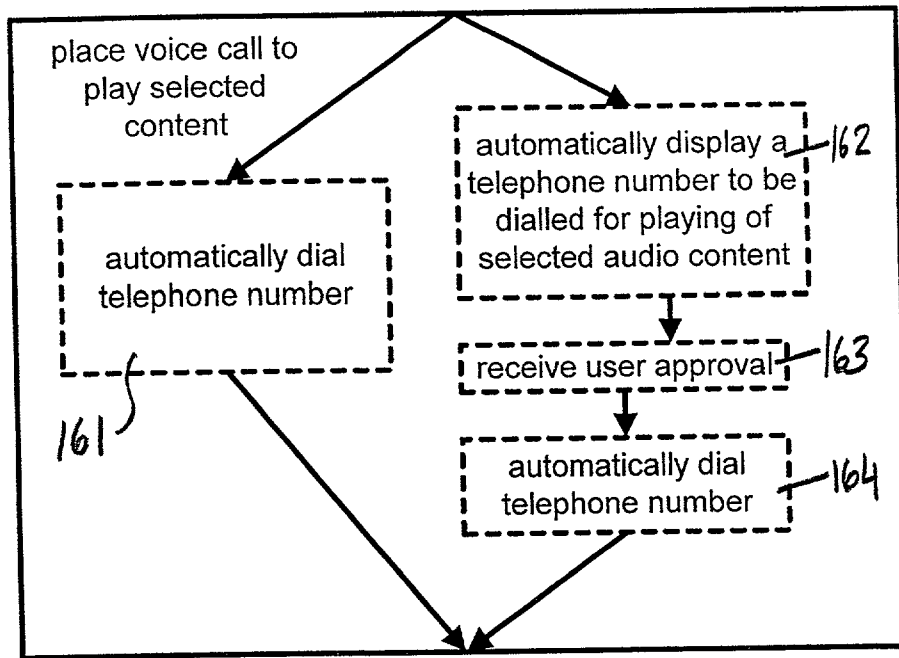 place voice call to
play selected
content
automatically dial
telephone number
161
automatically display a
telephone number to be
dialled for playing of
selected audio content
162
receive user approval
163
automatically dial
telephone number
164